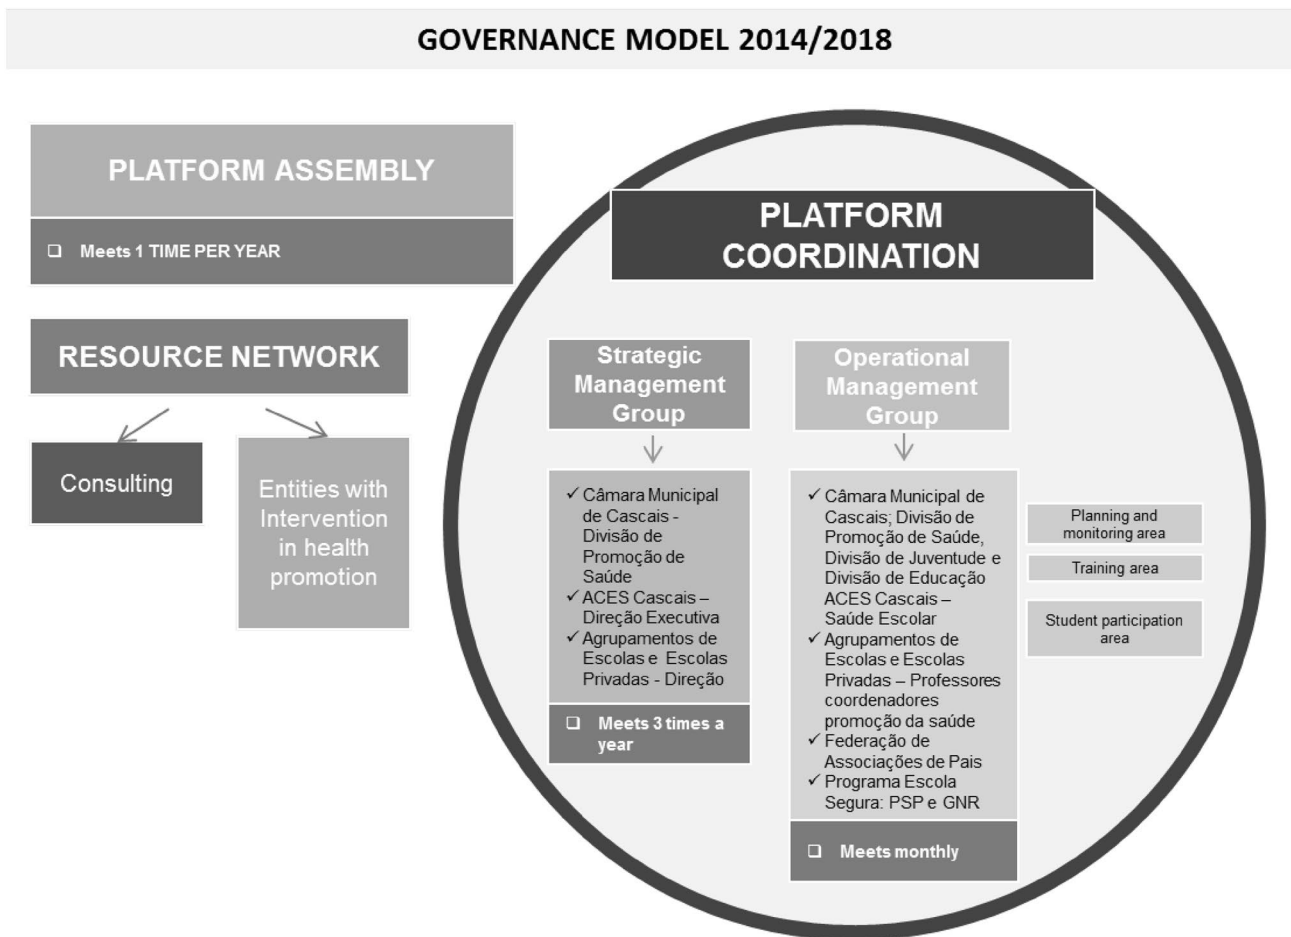 GOVERNANCE MODEL 2014/2018
PLATFORM ASSEMBLY
❑ Meets 1 TIME PER YEAR
RESOURCE NETWORK
Consulting
Entities with
Intervention
in health
promotion
PLATFORM
COORDINATION
Strategic
Management
Group
✓ Câmara Municipal
de Cascais -
Divisão de
Promoção de
Saúde
✓ ACES Cascais –
Direção Executiva
✓ Agrupamentos de
Escolas e Escolas
Privadas - Direção
❑ Meets 3 times a
year
Operational
Management
Group
✓ Câmara Municipal de
Cascais; Divisão de
Promoção de Saúde,
Divisão de Juventude e
Divisão de Educação
ACES Cascais –
Saúde Escolar
✓ Agrupamentos de
Escolas e Escolas
Privadas – Professores
coordenadores
promoção da saúde
✓ Federação de
Associações de Pais
✓ Programa Escola
Segura: PSP e GNR
❑ Meets monthly
Planning and
monitoring area
Training area
Student participation
area